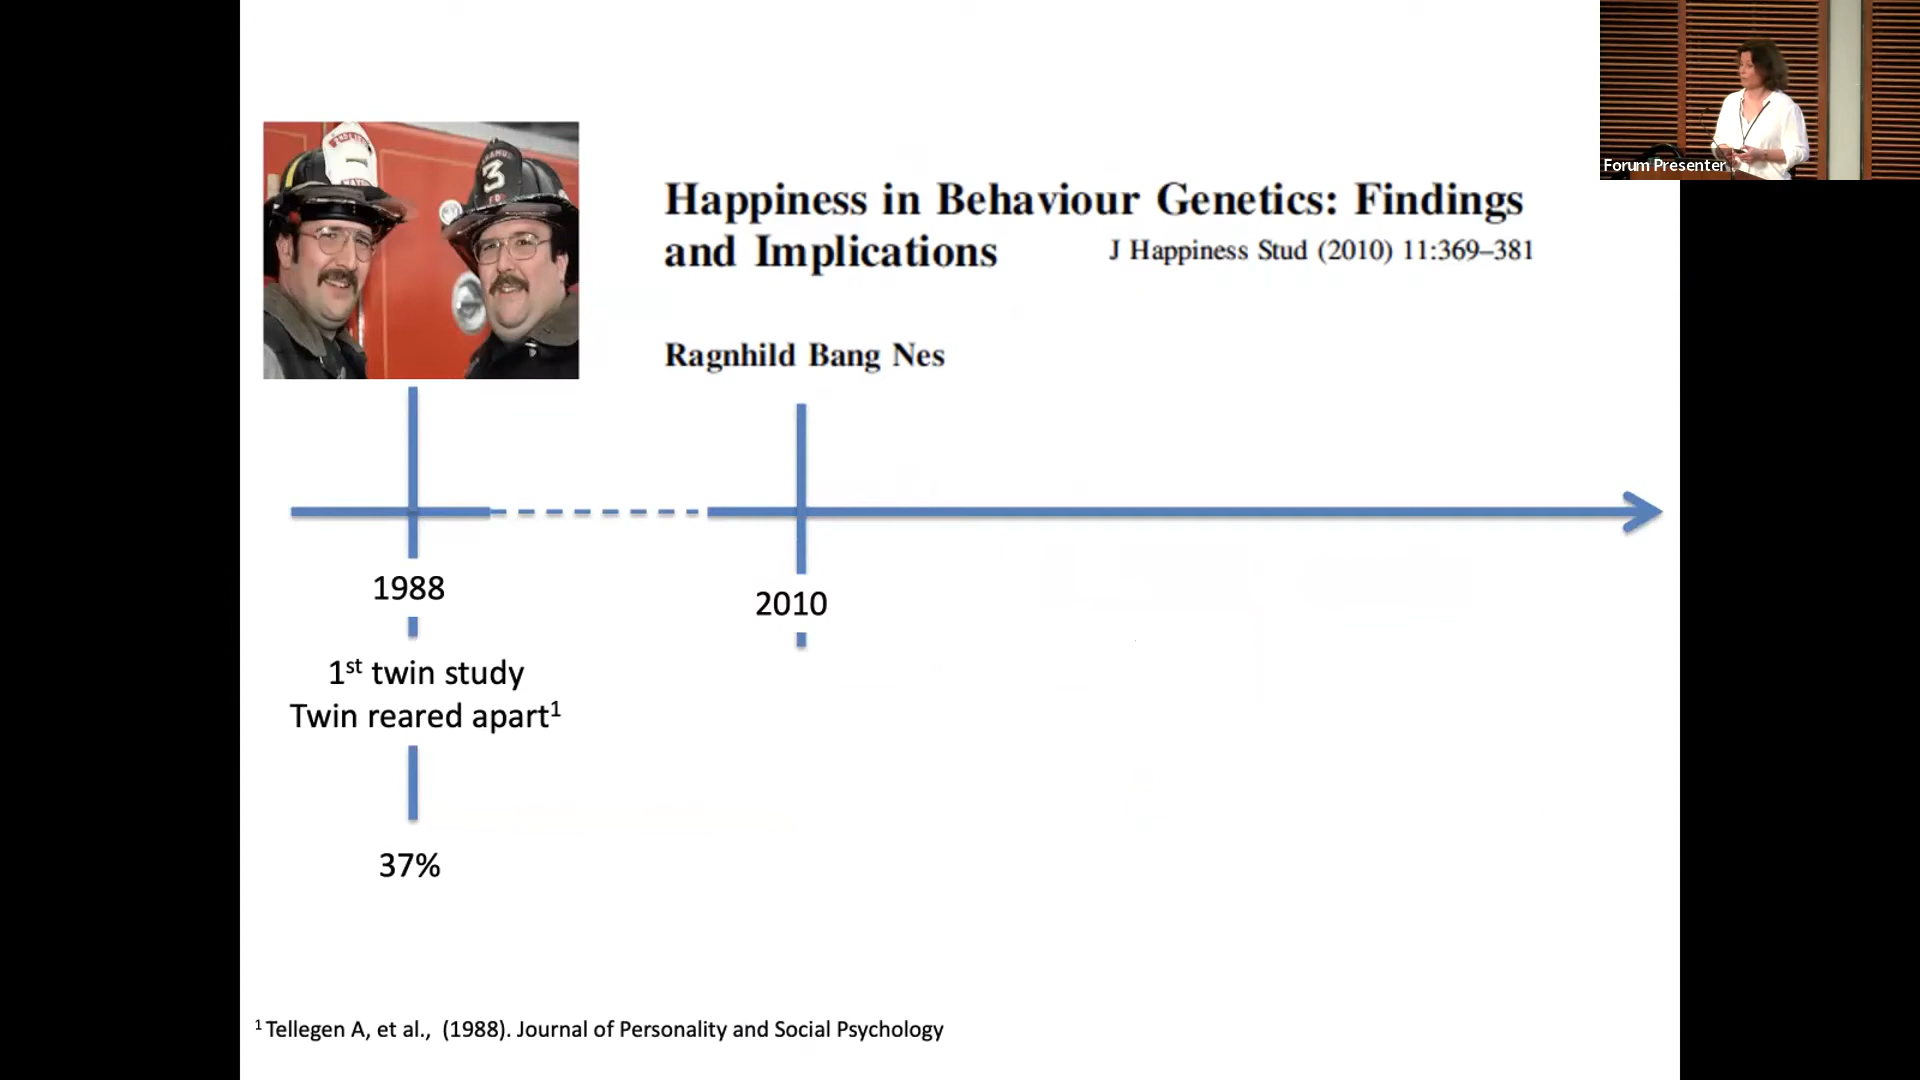 Forum Presenter
3
Happiness in Behaviour Genetics: Findings
and Implications
J Happiness Stud (2010) 11:369–381
Ragnhild Bang Nes
1988
2010
1st twin study
Twin reared apart1
37%
1 Tellegen A, et al., (1988). Journal of Personality and Social Psychology